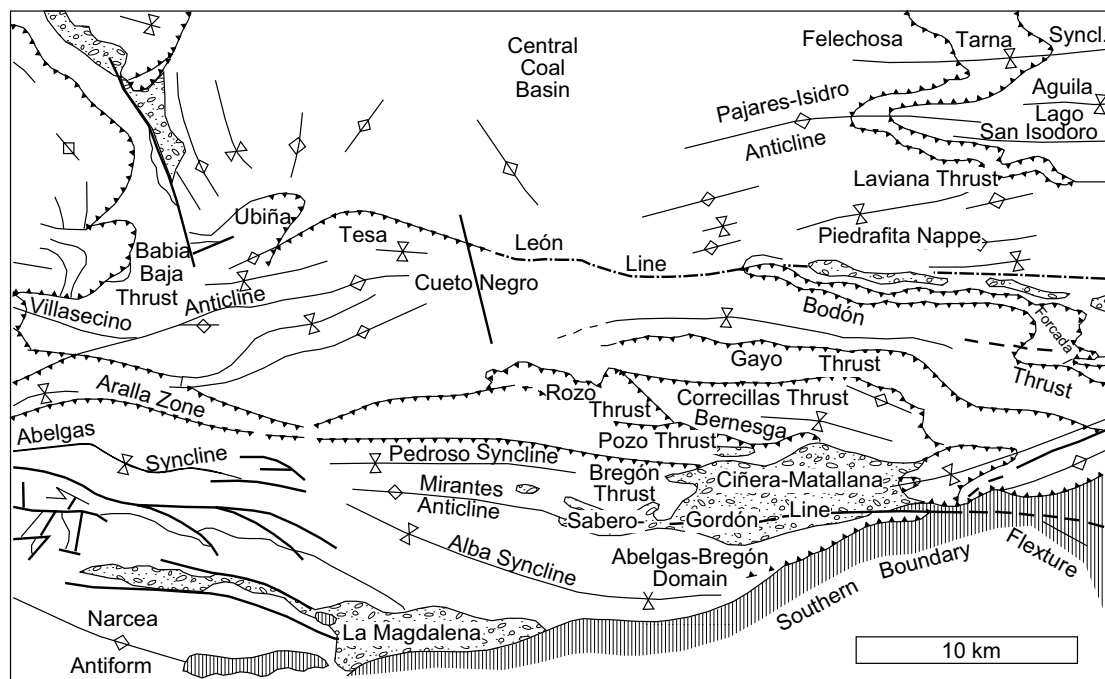 Central
Coal
Basin
Felechosa
Tarna
Syncl.
Aguila
Lago
San Isodoro
Pajares-Isidro
Anticline
Laviana Thrust
Ubiña
Tesa
León
Line
Piedrafita Nappe
Babia
Baja
Thrust
Anticline
Villasecino
Cueto Negro
Bodón
Forcada
Gayo
Thrust
Thrust
Aralla Zone
Rozo
Thrust
Correcillas Thrust
Bernesga
Pozo Thrust
Abelgas
Syncline
Pedroso Syncline
Bregón
Thrust
Ciñera-Matallana
Mirantes
Anticline
Sabero-
Gordón
Line
Alba Syncline
Abelgas-Bregón
Domain
Southern
Boundary
Flexture
Narcea
Antiform
La Magdalena
10 km